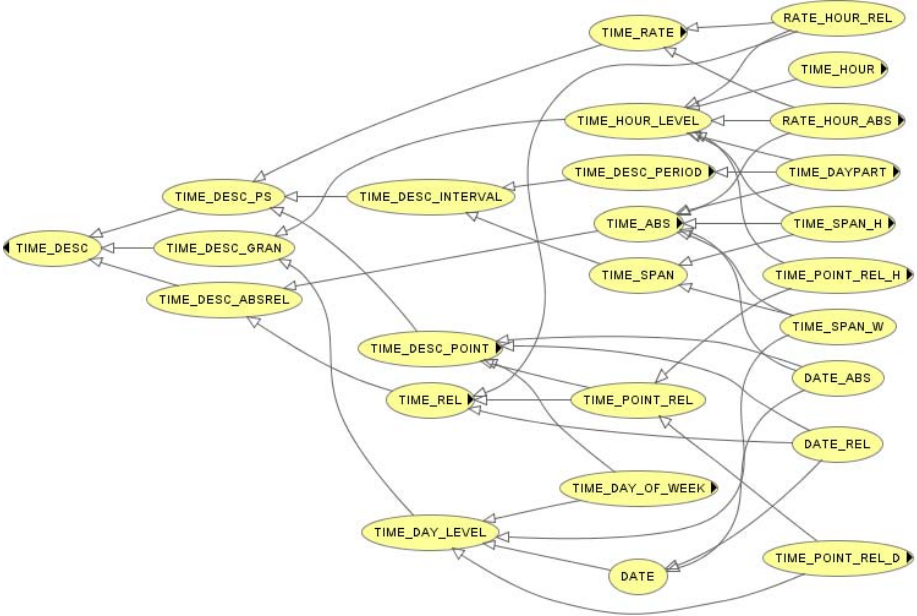 TIME_DESC
TIME_DESC_PS
TIME_DESC_GRAN
TIME_DESC_ABSREL
TIME_DESC_INTERVAL
TIME_DESC_POINT
TIME_REL
TIME_DAY_LEVEL
TIME_RATE
TIME_HOUR_LEVEL
TIME_DESC_PERIOD
TIME_ABS
TIME_SPAN
TIME_POINT_REL
TIME_DAY_OF_WEEK
DATE
RATE_HOUR_REL
TIME_HOUR
RATE_HOUR_ABS
TIME_DAYPART
TIME_SPAN_H
TIME_POINT_REL_H
TIME_SPAN_W
DATE_ABS
DATE_REL
TIME_POINT_REL_D